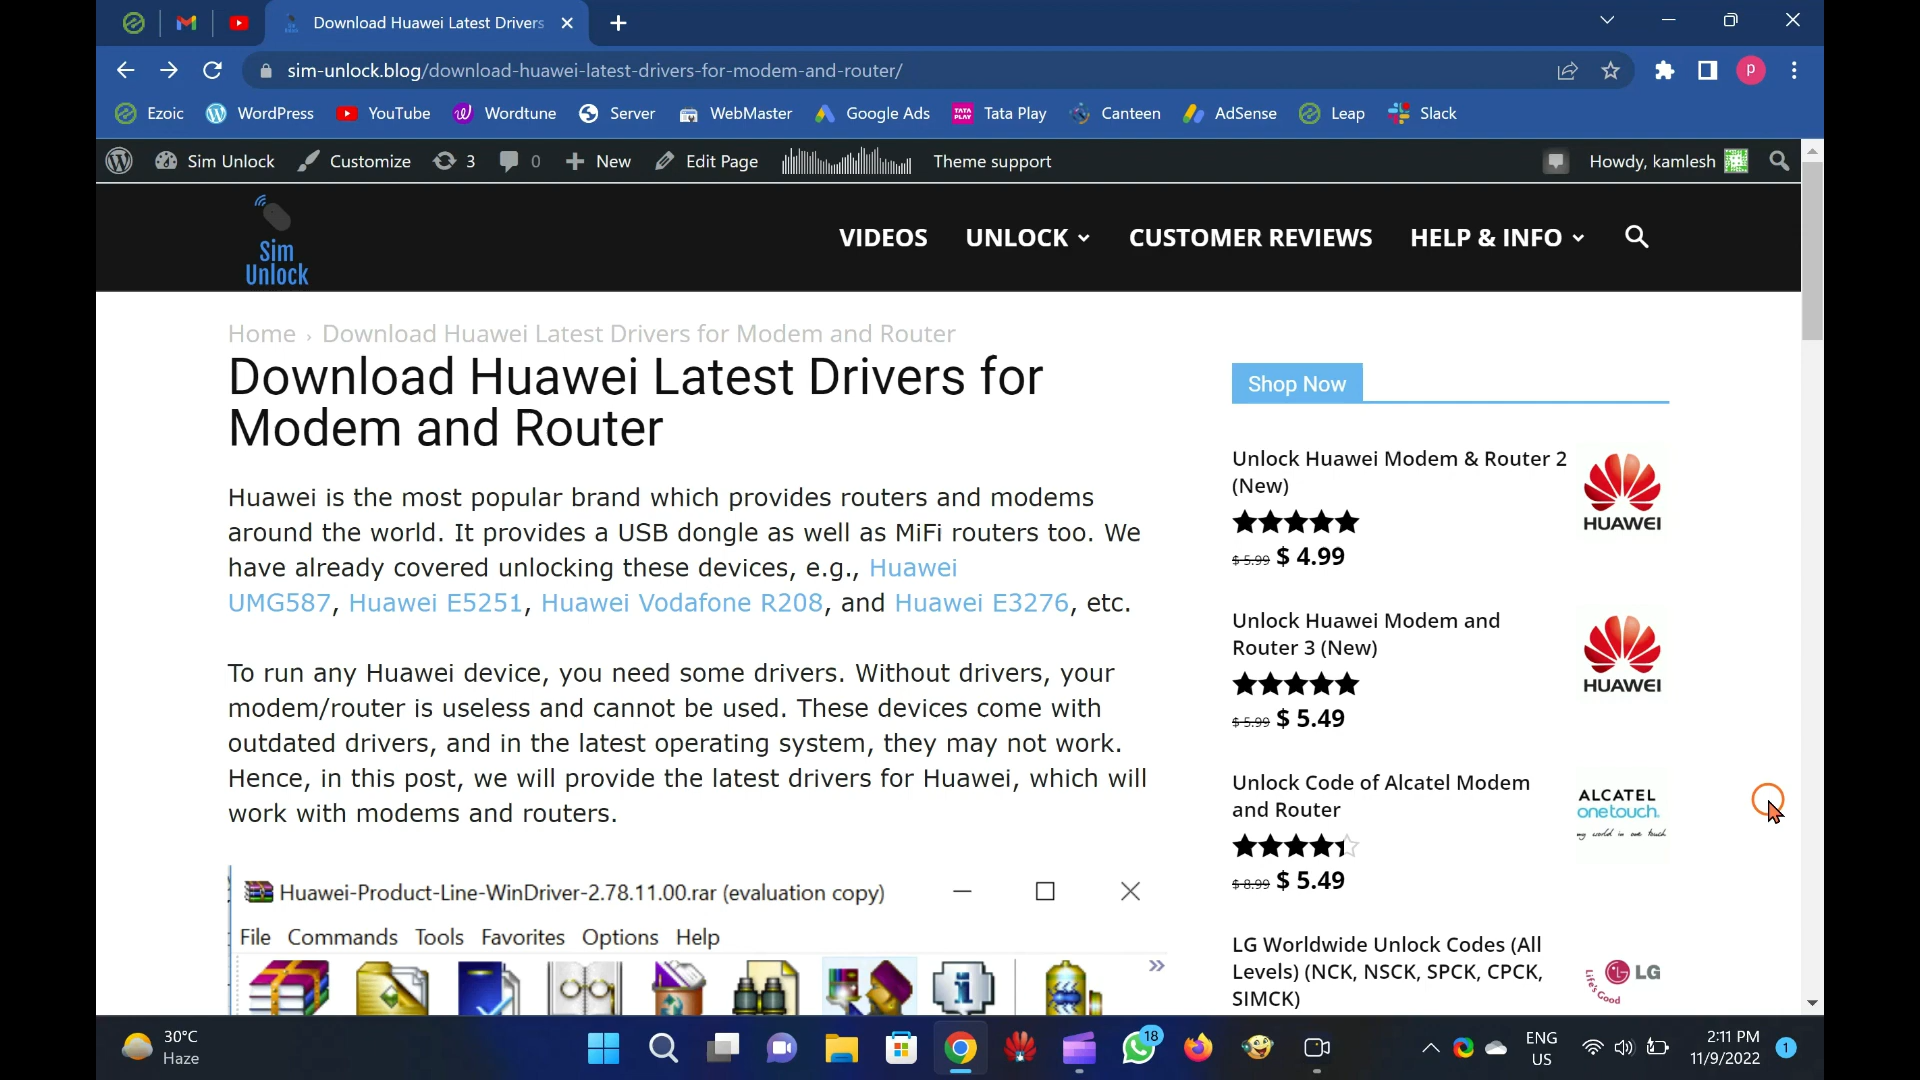 Download Huawei Latest Drivers
sim-unlock.blog/download-huawei-latest-drivers-for-modem-and-router/
P
Ezoic WordPress YouTube Wordtune Server WebMaster Google Ads TATA PLAY Tata Play Canteen AdSense Leap Slack
Sim Unlock Customize 3 0 New Edit Page Theme support Howdy, kamlesh
Sim
Unlock
VIDEOS UNLOCK CUSTOMER REVIEWS HELP & INFO
Home › Download Huawei Latest Drivers for Modem and Router
Download Huawei Latest Drivers for
Modem and Router
Huawei is the most popular brand which provides routers and modems
around the world. It provides a USB dongle as well as MiFi routers too. We
have already covered unlocking these devices, e.g., Huawei
UMG587, Huawei E5251, Huawei Vodafone R208, and Huawei E3276, etc.
To run any Huawei device, you need some drivers. Without drivers, your
modem/router is useless and cannot be used. These devices come with
outdated drivers, and in the latest operating system, they may not work.
Hence, in this post, we will provide the latest drivers for Huawei, which will
work with modems and routers.
Huawei-Product-Line-WinDriver-2.78.11.00.rar (evaluation copy)
File Commands Tools Favorites Options Help
»
Shop Now
Unlock Huawei Modem & Router 2
(New)
$ 5.99 $ 4.99
HUAWEI
Unlock Huawei Modem and
Router 3 (New)
$ 5.99 $ 5.49
HUAWEI
Unlock Code of Alcatel Modem
and Router
$ 8.99 $ 5.49
ALCATEL
onetouch.
my world in one touch
LG Worldwide Unlock Codes (All
Levels) (NCK, NSCK, SPCK, CPCK,
SIMCK)
LG
Life's Good
30°C
Haze
18
ENG
US
2:11 PM
11/9/2022
1